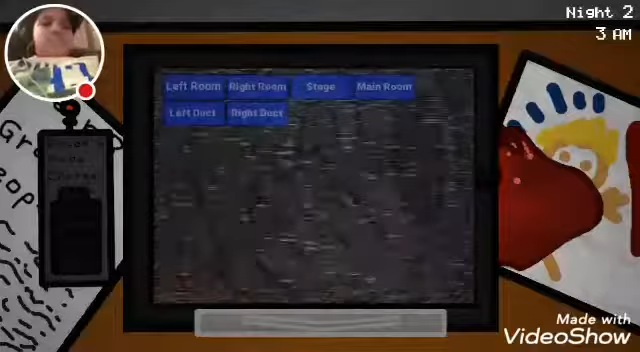 Night 2
3 AM
Left Room Right Room Stage Main Room
Left Duct Right Duct
Made with
VideoShow